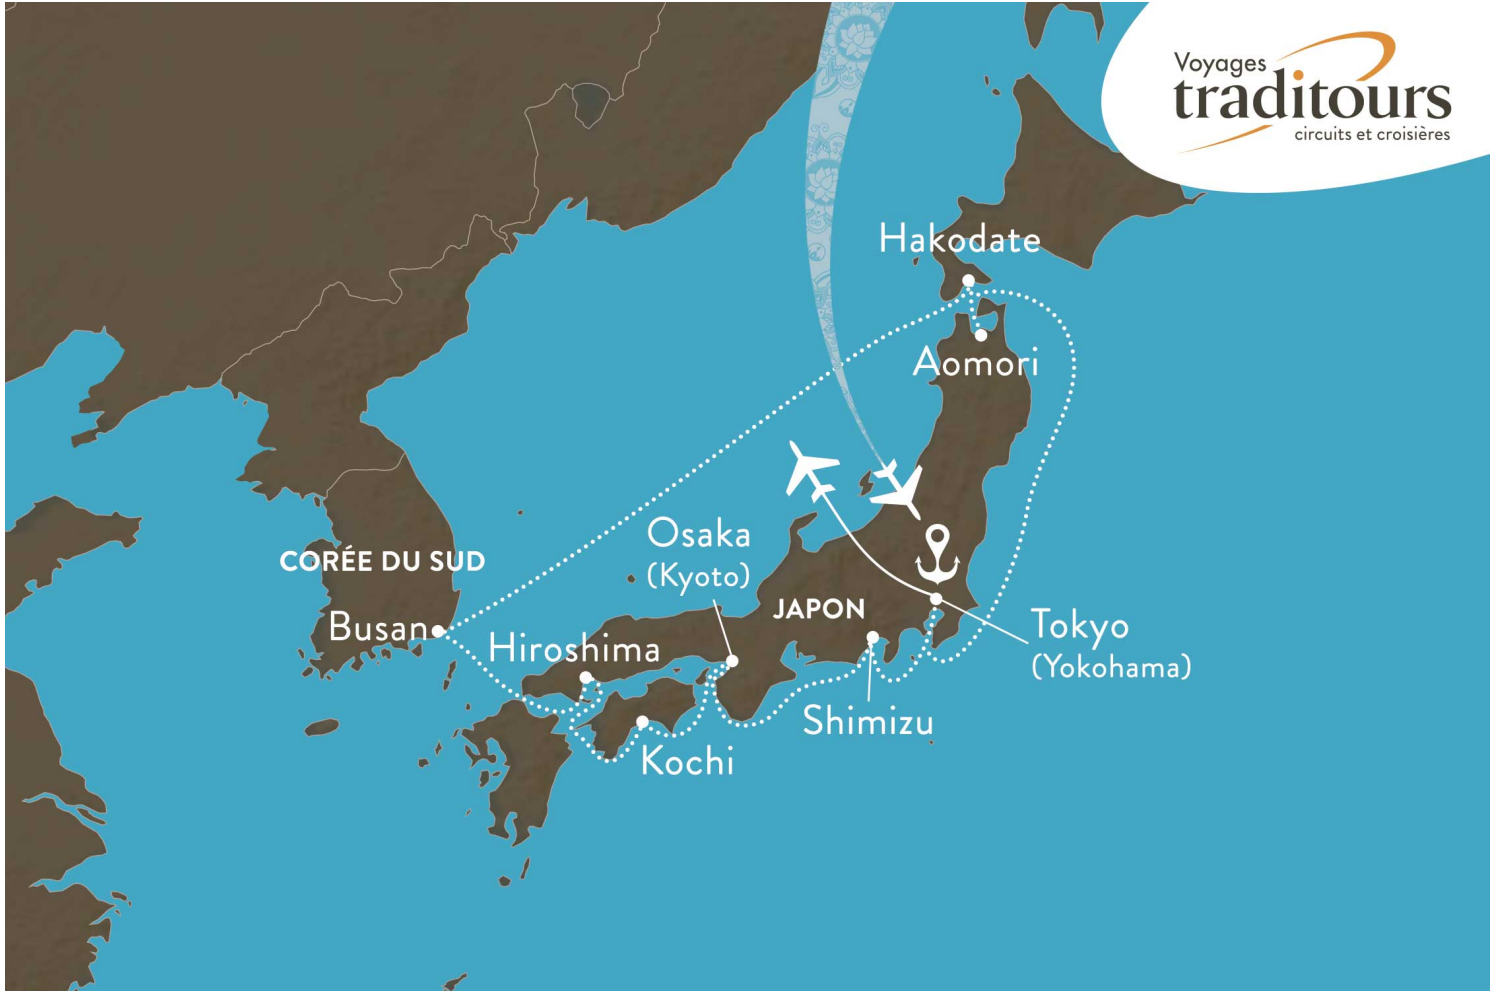 Voyages
traditours
circuits et croisières
Hakodate
Aomori
Osaka
(Kyoto)
CORÉE DU SUD
JAPON
Busan
Hiroshima
Tokyo
(Yokohama)
Shimizu
Kochi